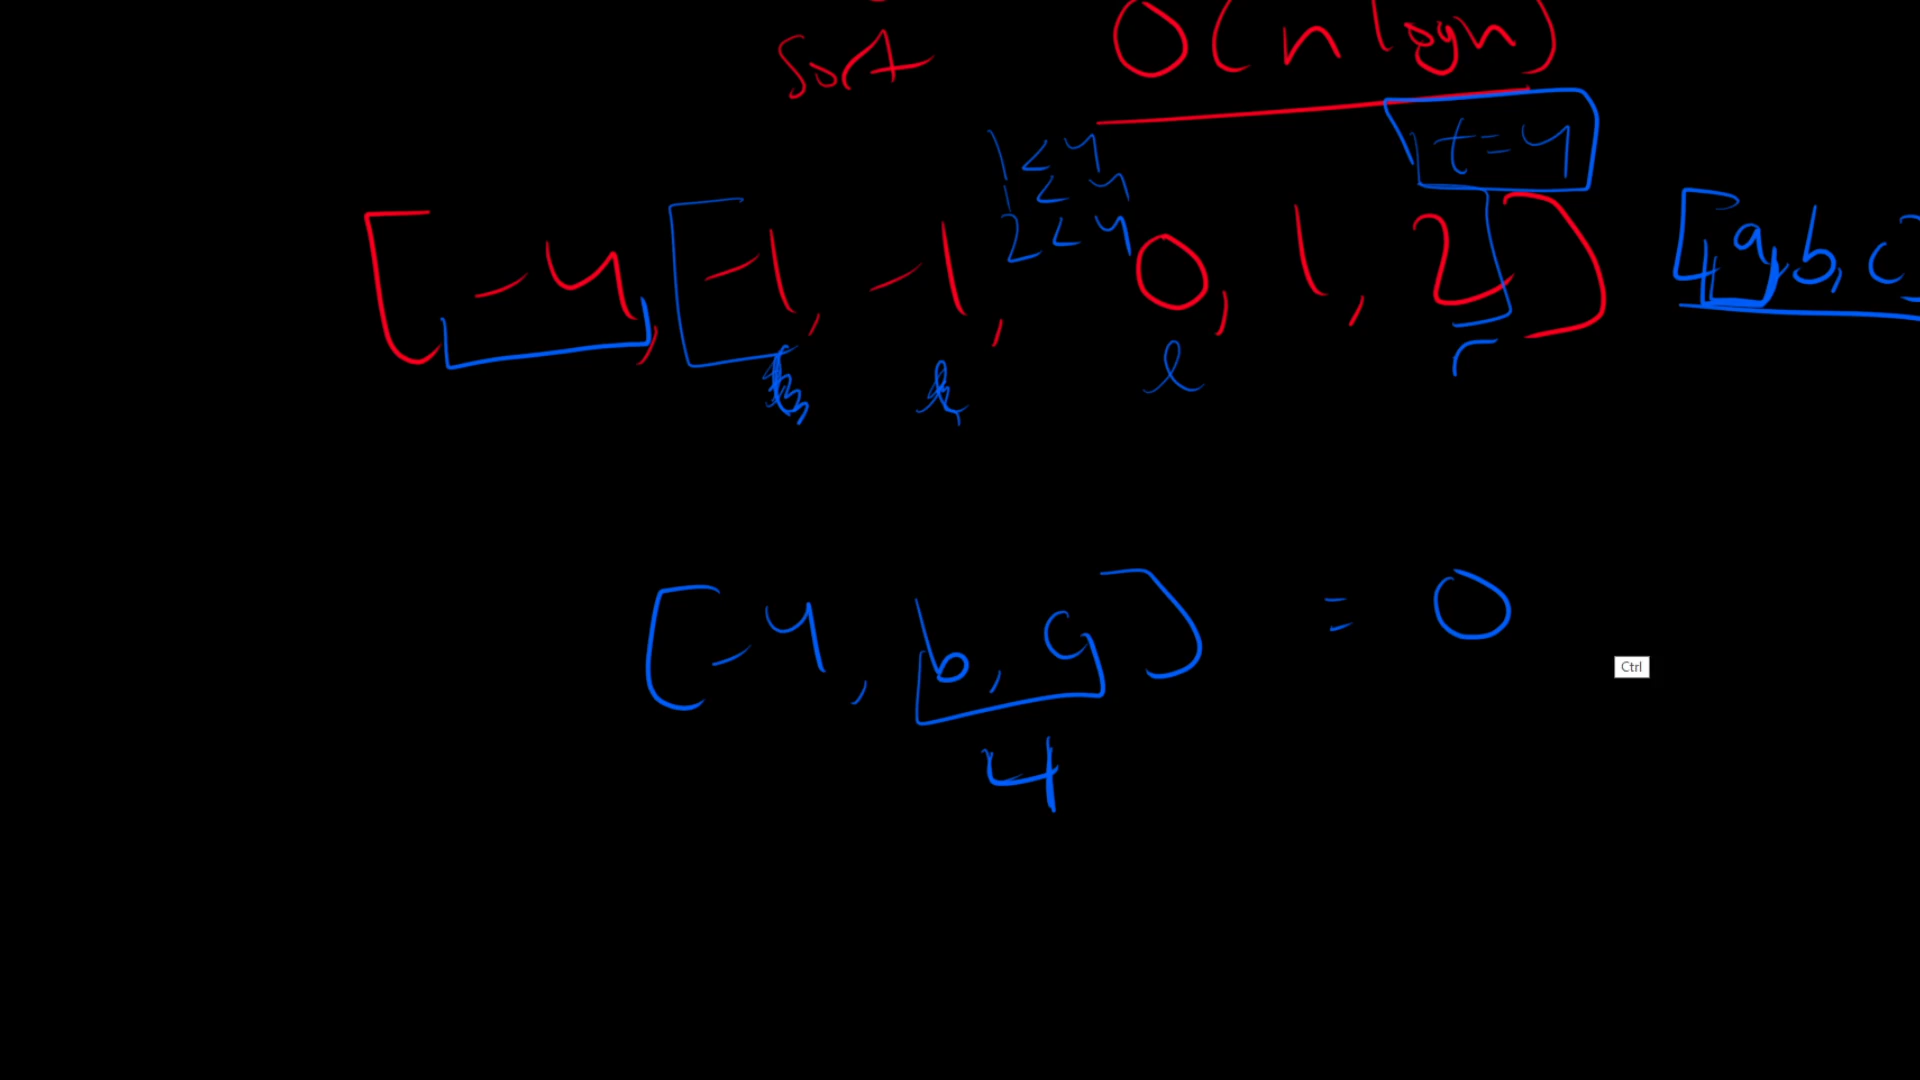 Sort O(n logn)
t=4
1<4
1<4
2<4
[-4, [-1, -1, 0, 1, 2]] [a, b, c
l r
[-4, b, c] = 0
4
Ctrl